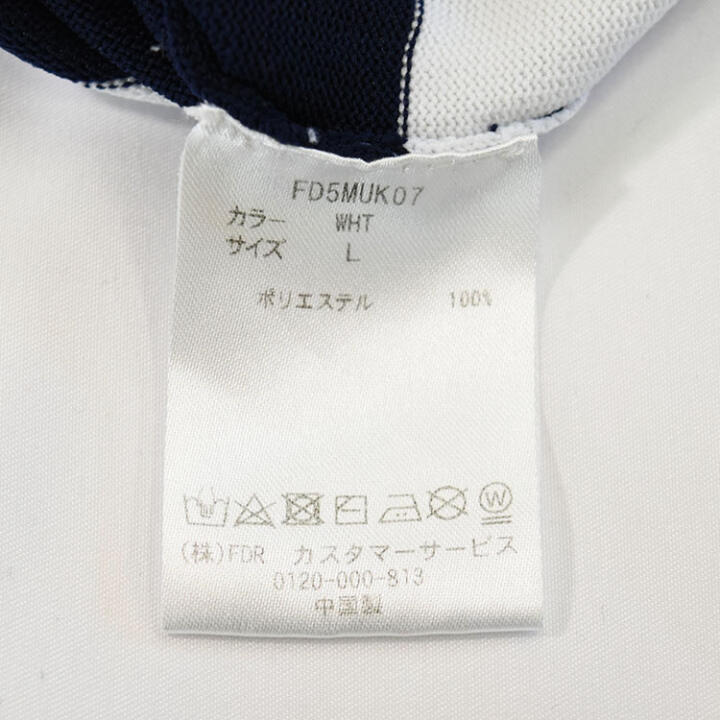 FD5MUK07
カラー WHT
サイズ L
ポリエステル 100%
W
(株)FDR カスタマーサービス
0120-000-813
中国製